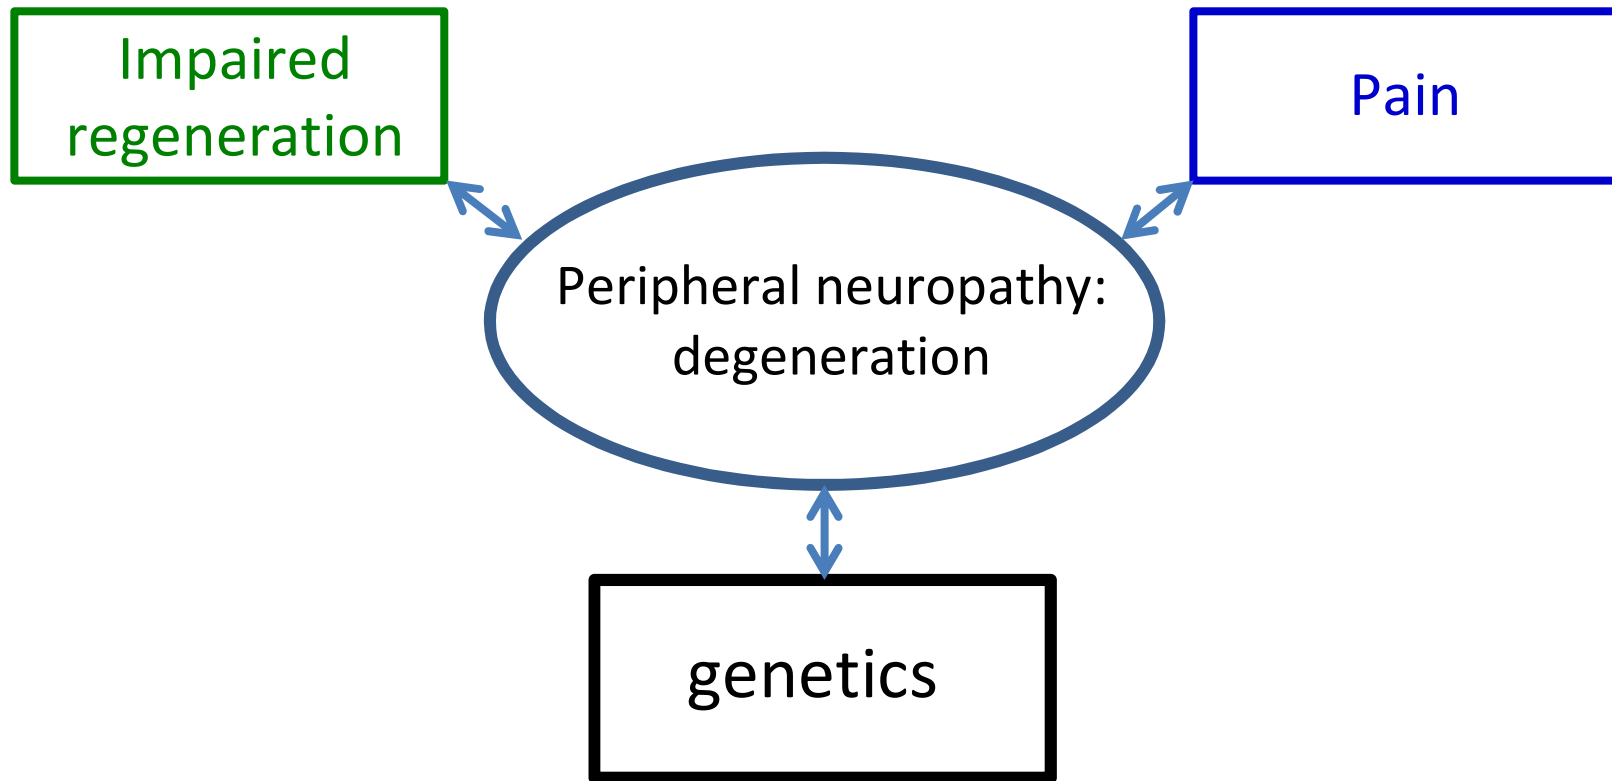 Impaired
regeneration
Pain
Peripheral neuropathy:
degeneration
genetics